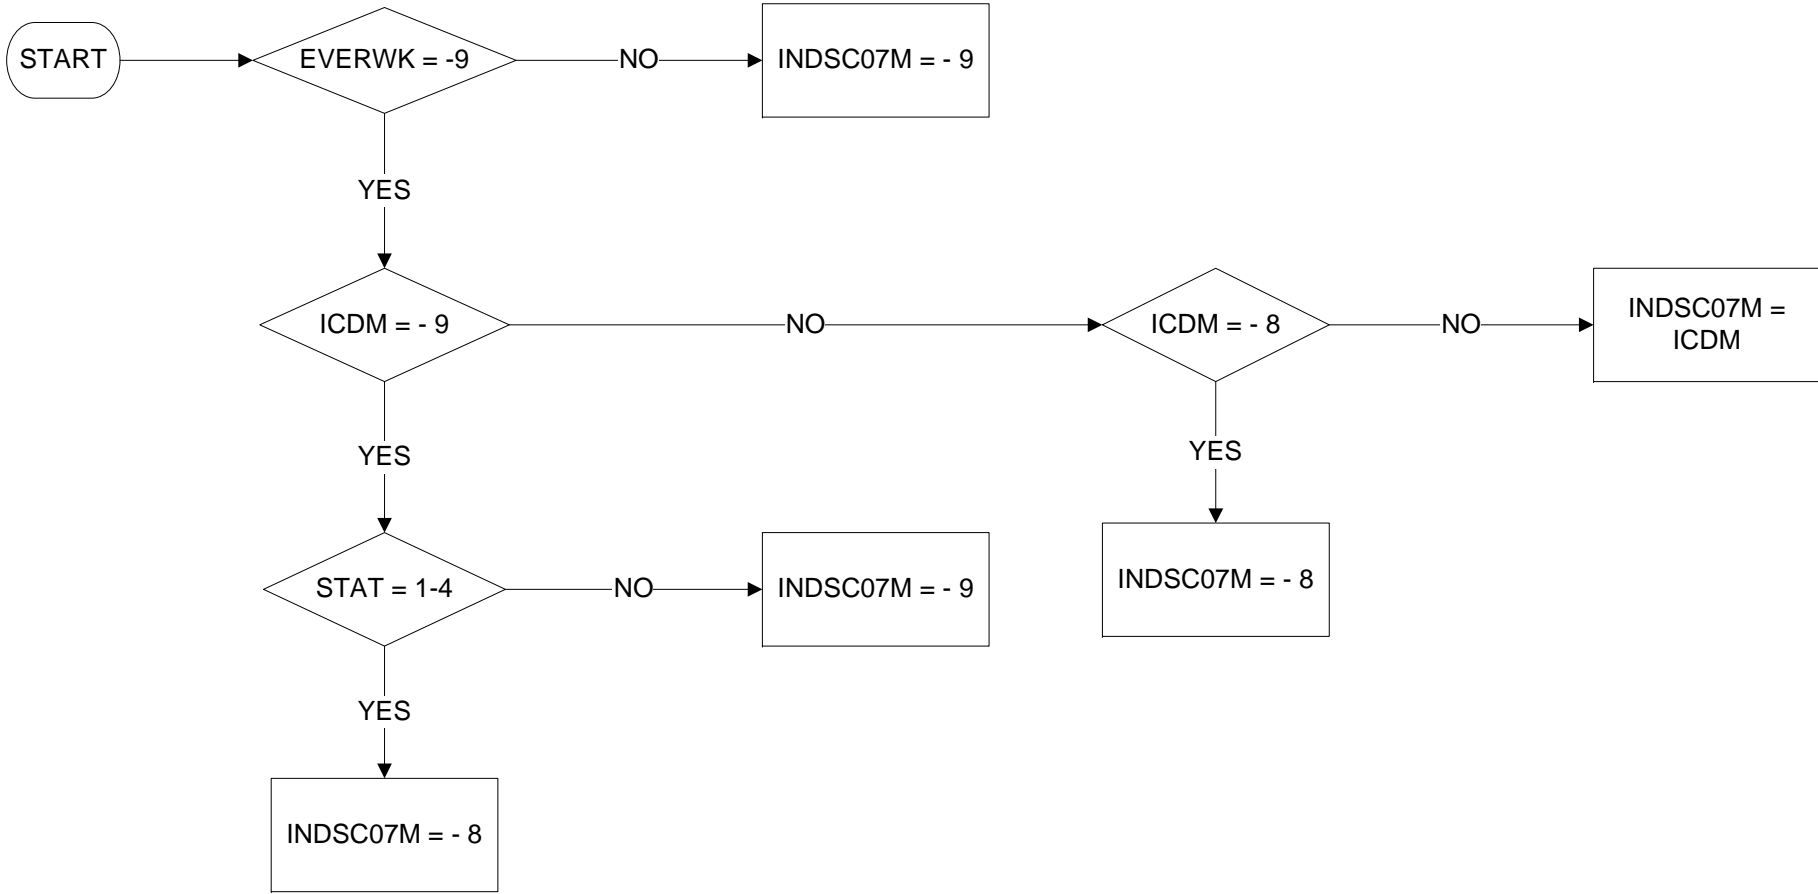 START
EVERWK = -9
NO
INDSC07M = - 9
YES
ICDM = - 9
NO
ICDM = - 8
NO
INDSC07M =
ICDM
YES
YES
STAT = 1-4
NO
INDSC07M = - 9
INDSC07M = - 8
YES
INDSC07M = - 8